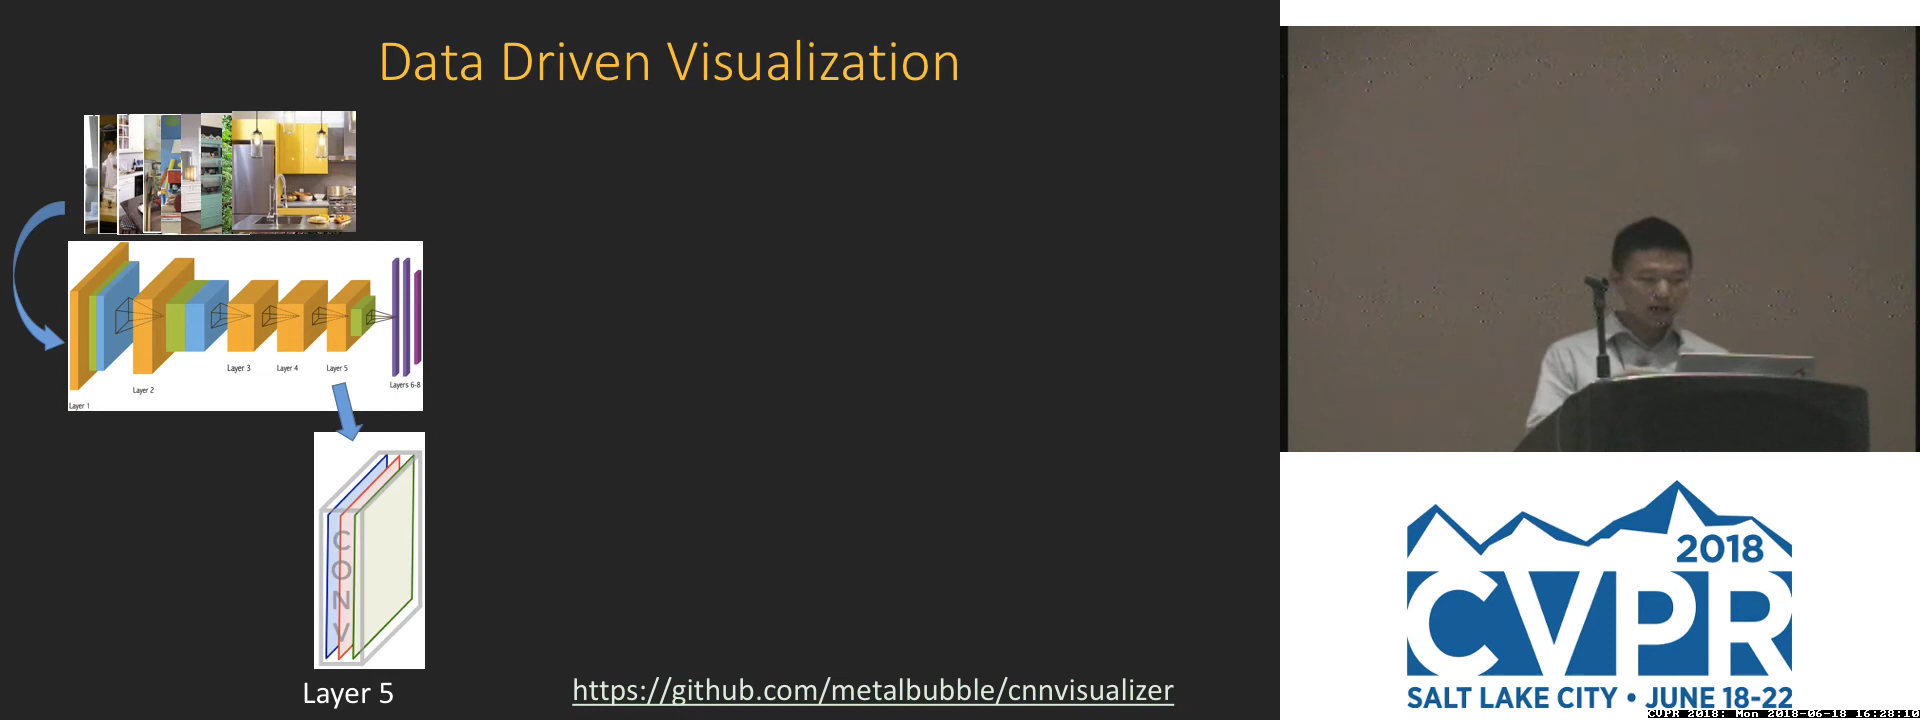 Data Driven Visualization
Layer 1
Layer 2
Layer 3
Layer 4
Layer 5
Layers 6-8
CONV
Layer 5
https://github.com/metalbubble/cnnvisualizer
2018
CVPR
SALT LAKE CITY • JUNE 18-22
CVPR 2018: Mon 2018-06-18 16:28:10